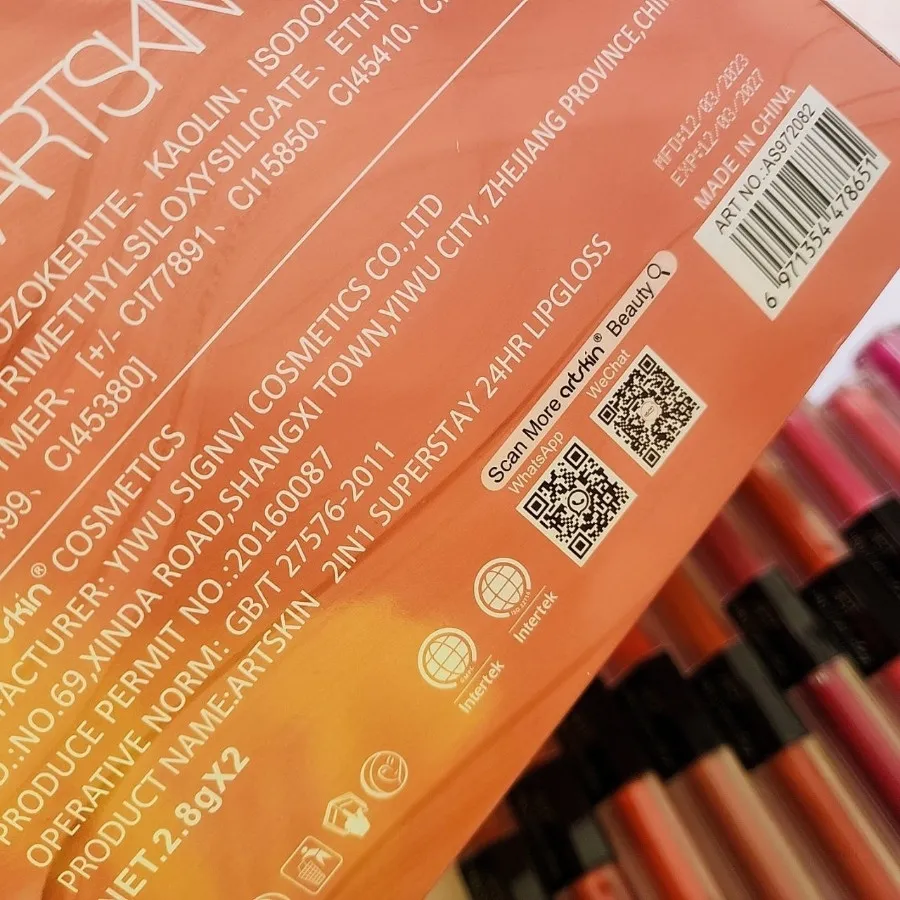 ARTSKIN
OZOKERITE、 KAOLIN、 ISODOD
TRIMETHYLSILOXYSILICATE、 ETHYL
MER、 [+/- CI77891、 CI15850、 CI45410、
CI45380]
artskin® COSMETICS
FACTURER: YIWU SIGNVI COSMETICS CO.,LTD
.:NO.69,XINDA ROAD,SHANGXI TOWN,YIWU CITY, ZHEJIANG PROVINCE,CHIN
PRODUCE PERMIT NO.:20160087
OPERATIVE NORM: GB/T 27576-2011
PRODUCT NAME:ARTSKIN 2IN1 SUPERSTAY 24HR LIPGLOSS
NET.2.8gX2
Intertek
Intertek
Scan More artskin® Beauty
WhatsApp
WeChat
MFD:12/03/2023
EXP:12/03/2027
MADE IN CHINA
ART NO.:AS972082
6 971354 478651